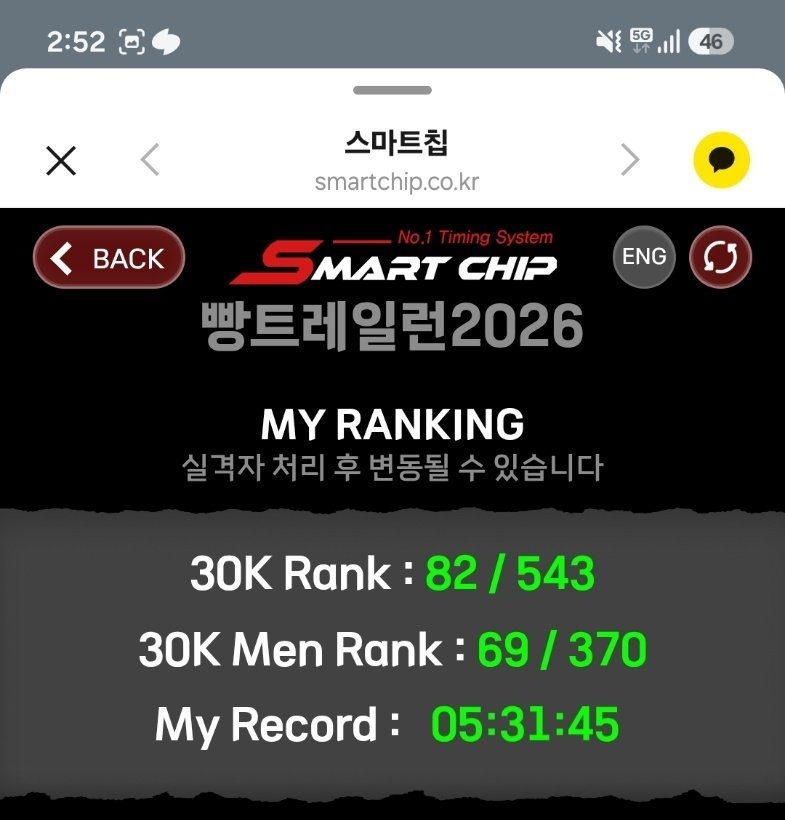 2:52 5G 46
스마트칩
smartchip.co.kr
BACK No.1 Timing System SMART CHIP ENG
빵트레일런2026
MY RANKING
실격자 처리 후 변동될 수 있습니다
30K Rank : 82 / 543
30K Men Rank : 69 / 370
My Record : 05:31:45